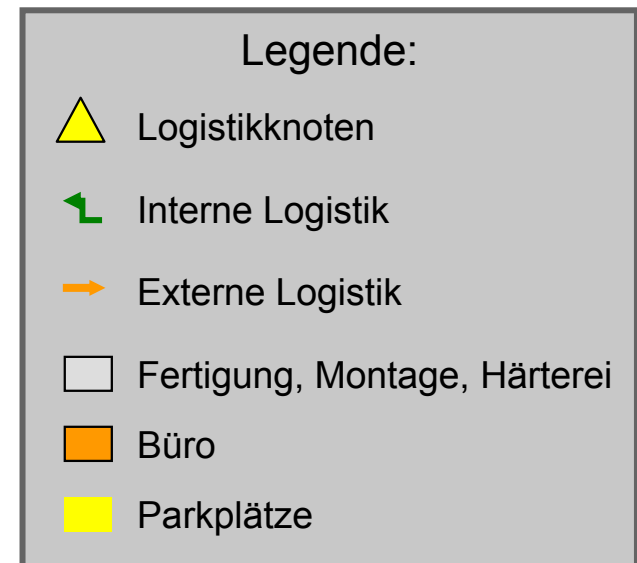 Legende:
Logistikknoten
Interne Logistik
Externe Logistik
Fertigung, Montage, Härterei
Büro
Parkplätze